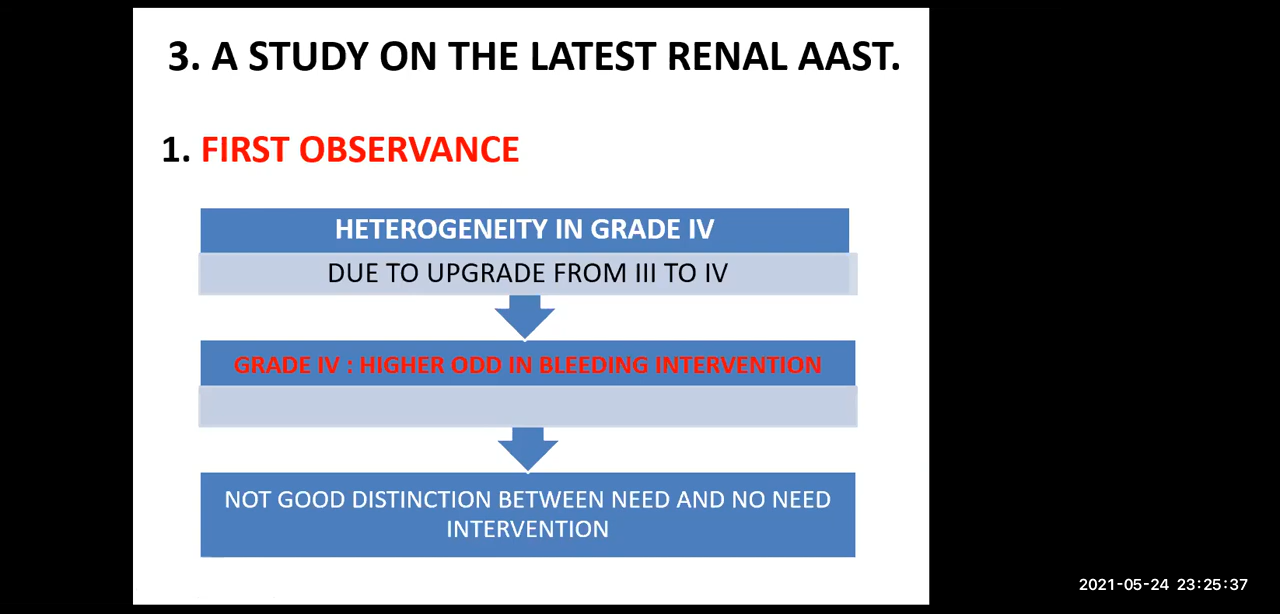 3. A STUDY ON THE LATEST RENAL AAST.
1. FIRST OBSERVANCE
HETEROGENEITY IN GRADE IV
DUE TO UPGRADE FROM III TO IV
GRADE IV : HIGHER ODD IN BLEEDING INTERVENTION
NOT GOOD DISTINCTION BETWEEN NEED AND NO NEED
INTERVENTION
2021-05-24 23:25:37